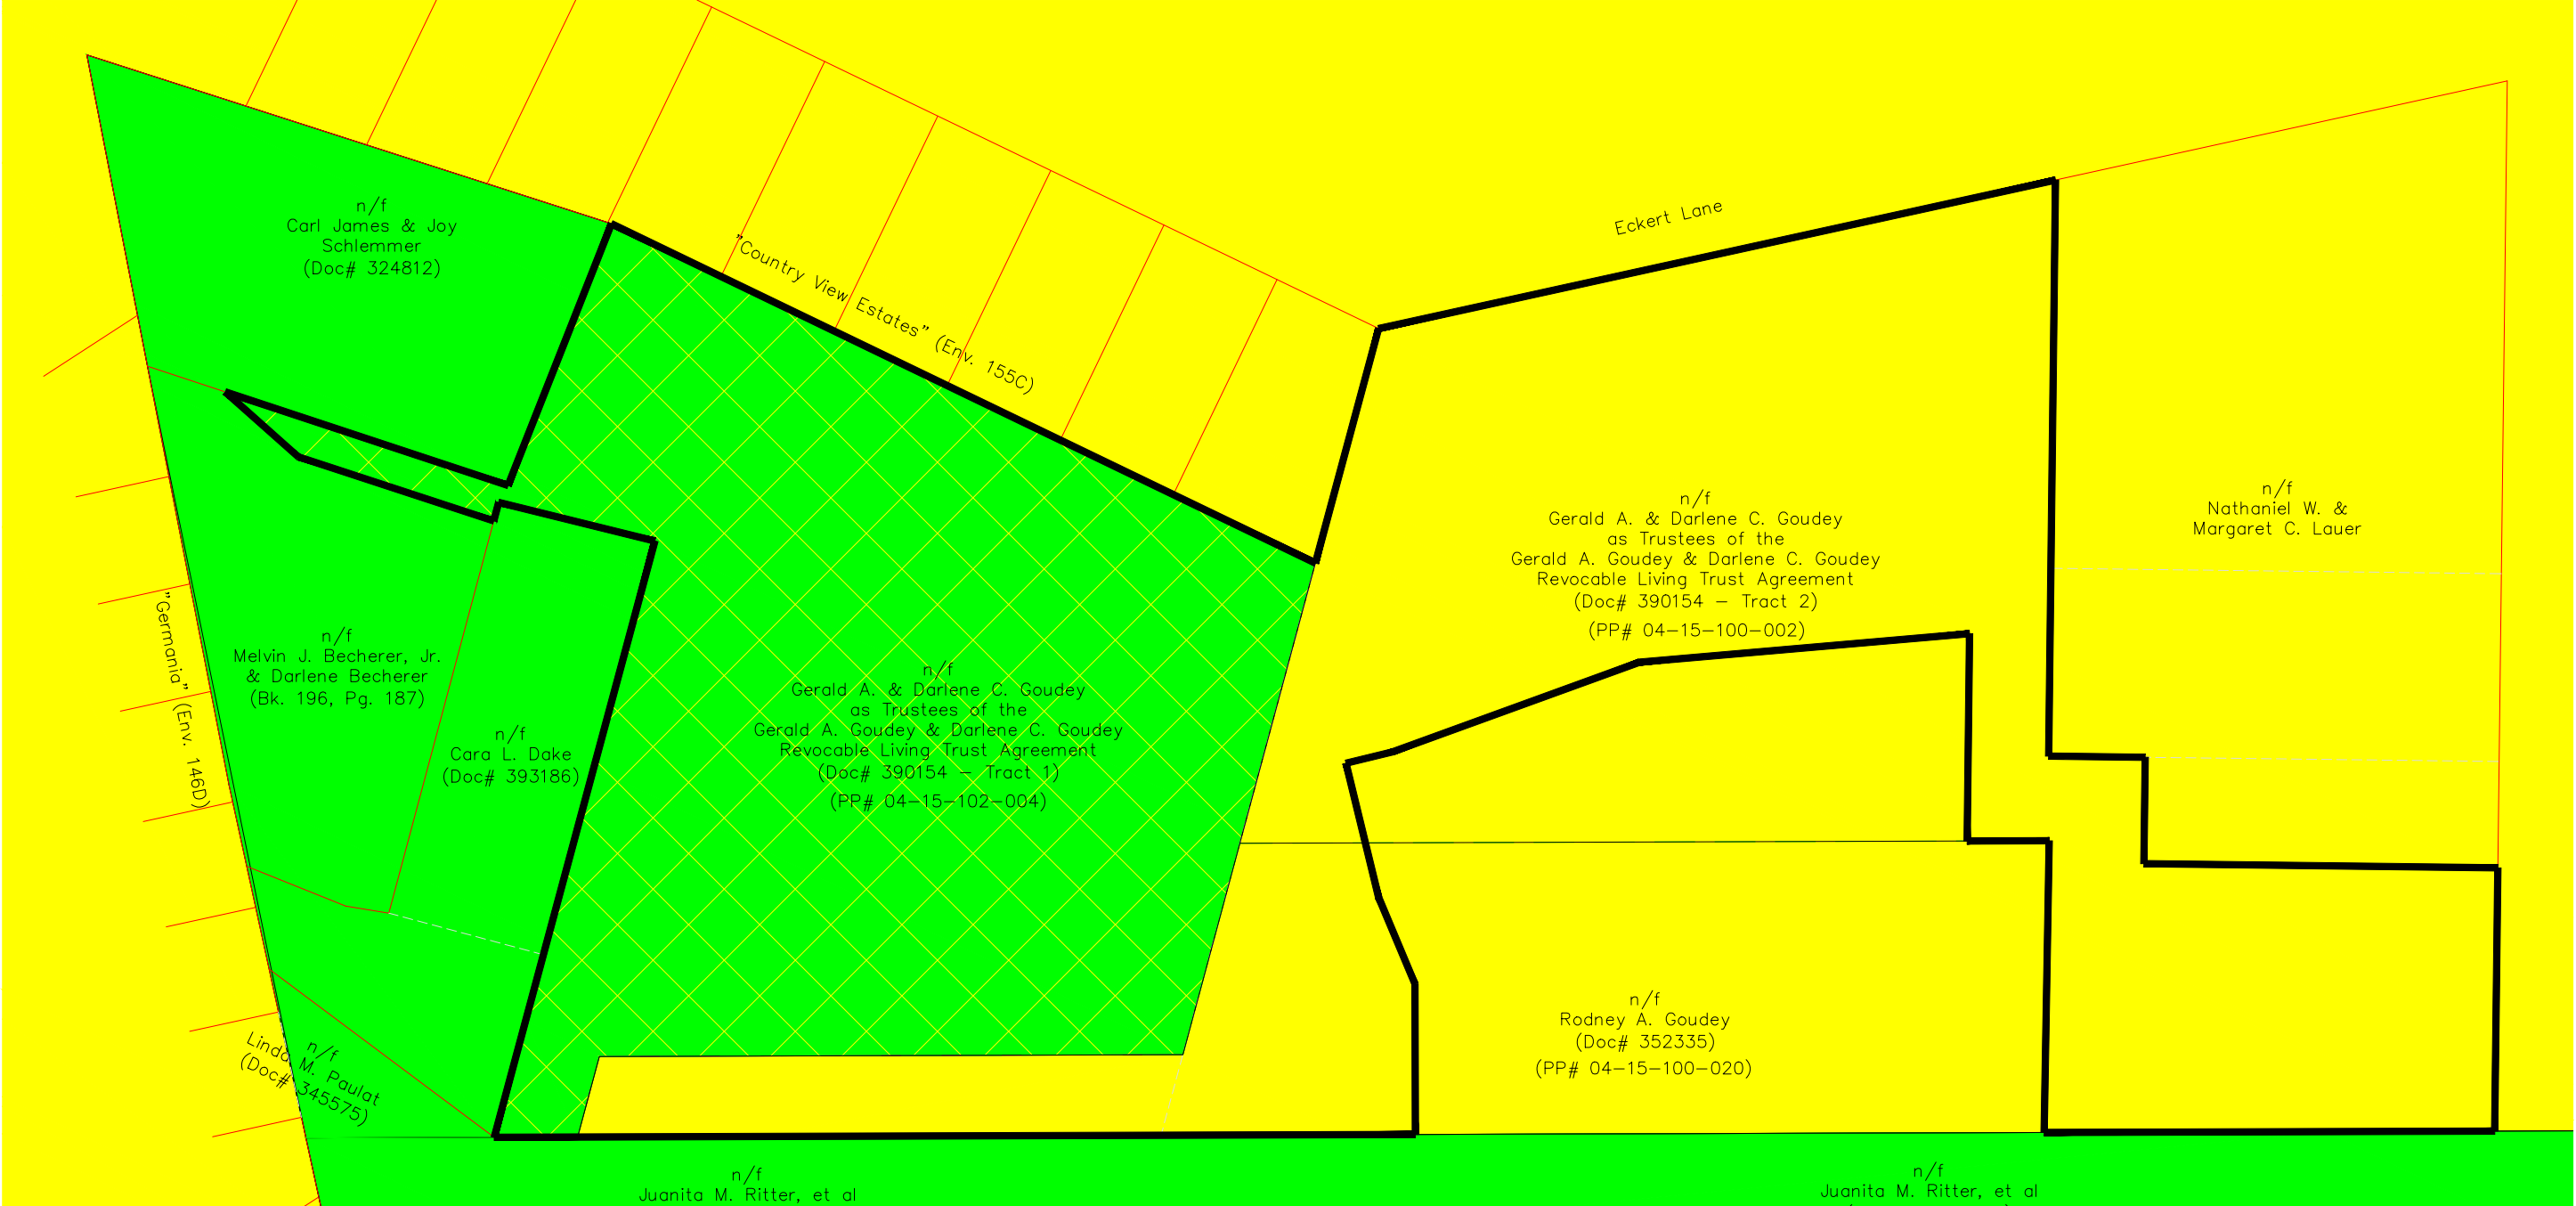 n/f
Carl James & Joy
Schlemmer
(Doc# 324812)
"Country View Estates" (Env. 155C)
Eckert Lane
n/f
Nathaniel W. &
Margaret C. Lauer
n/f
Gerald A. & Darlene C. Goudey
as Trustees of the
Gerald A. Goudey & Darlene C. Goudey
Revocable Living Trust Agreement
(Doc# 390154 – Tract 2)
(PP# 04–15–100–002)
"Germania" (Env. 146D)
n/f
Melvin J. Becherer, Jr.
& Darlene Becherer
(Bk. 196, Pg. 187)
n/f
Cara L. Dake
(Doc# 393186)
n/f
Gerald A. & Darlene C. Goudey
as Trustees of the
Gerald A. Goudey & Darlene C. Goudey
Revocable Living Trust Agreement
(Doc# 390154 – Tract 1)
(PP# 04–15–102–004)
n/f
Rodney A. Goudey
(Doc# 352335)
(PP# 04–15–100–020)
n/f
Linda M. Paulat
(Doc# 345575)
n/f
Juanita M. Ritter, et al
n/f
Juanita M. Ritter, et al